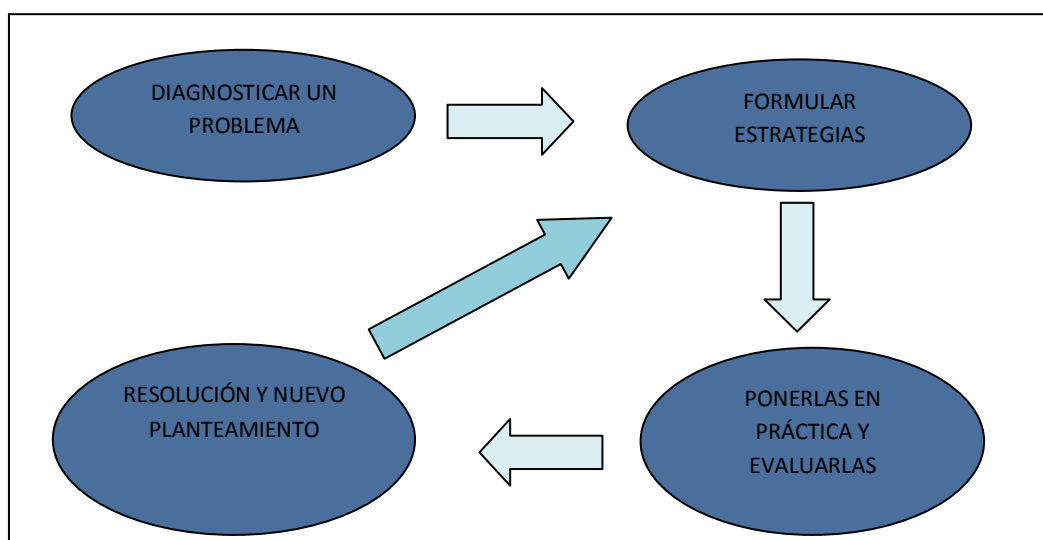 DIAGNOSTICAR UN
PROBLEMA
FORMULAR
ESTRATEGIAS
PONERLAS EN
PRÁCTICA Y
EVALUARLAS
RESOLUCIÓN Y NUEVO
PLANTEAMIENTO